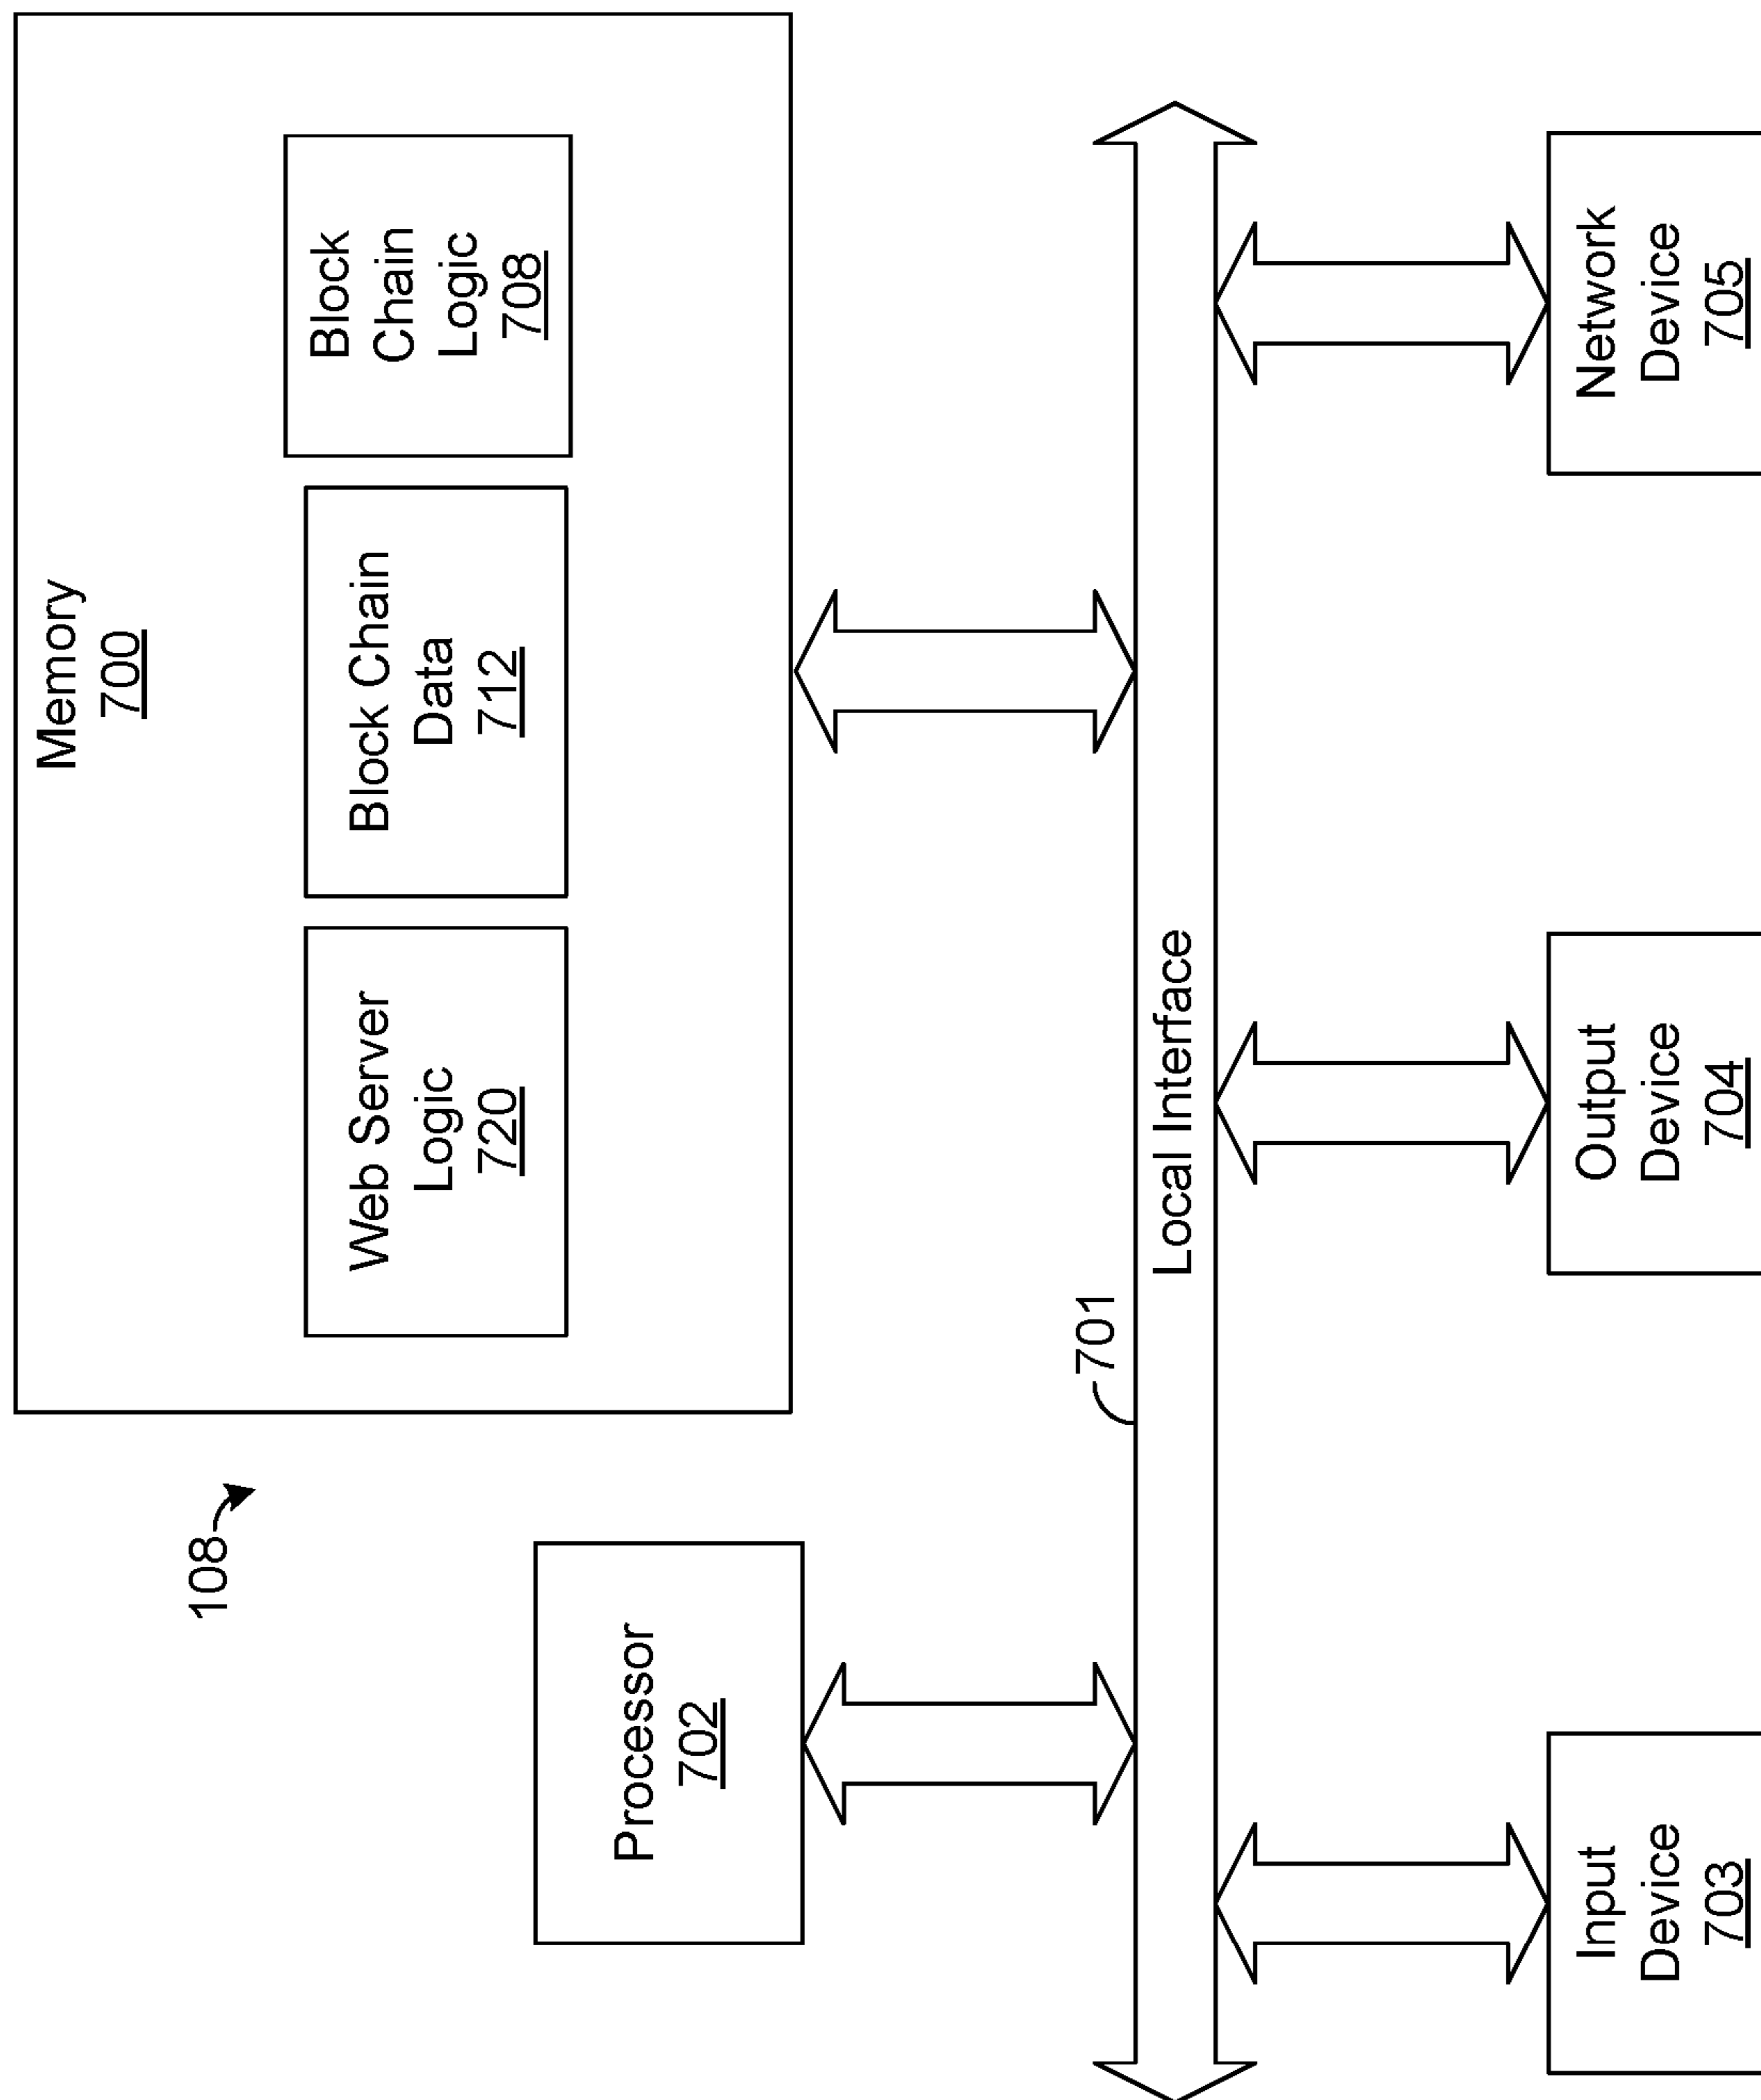 108
Memory
700
Web Server
Logic
720
Block Chain
Data
712
Block
Chain
Logic
708
Processor
702
701
Local Interface
Input
Device
703
Output
Device
704
Network
Device
705